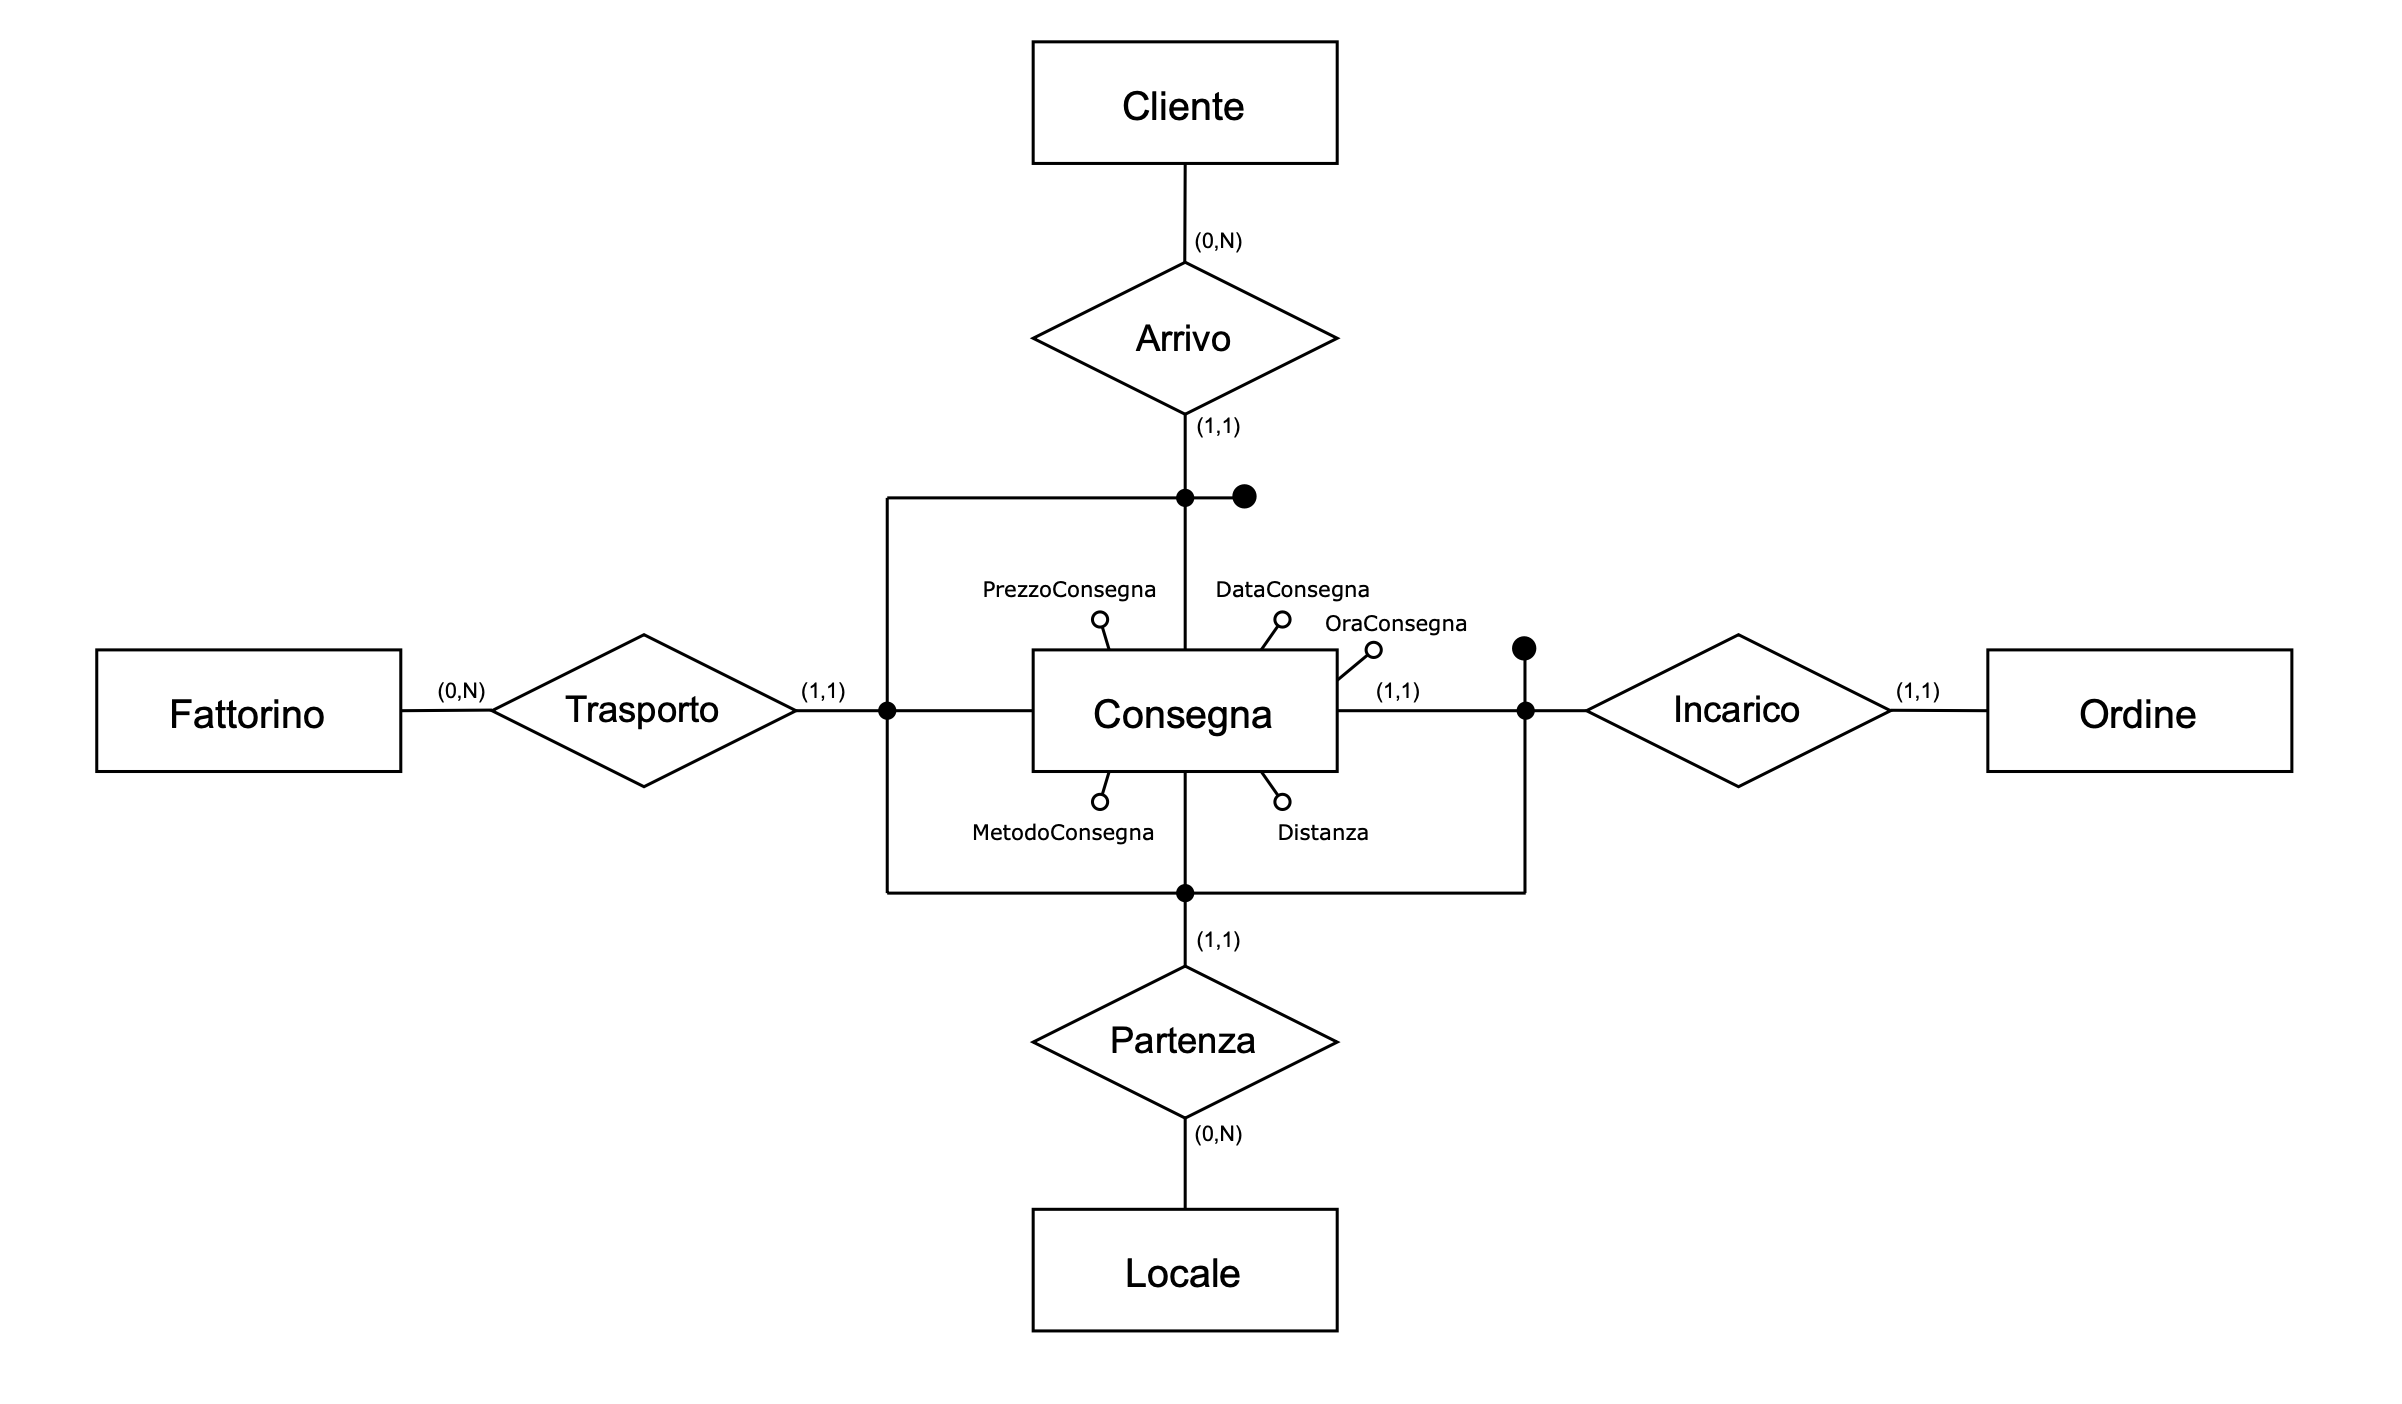 Cliente
(0,N)
Arrivo
(1,1)
PrezzoConsegna
DataConsegna
OraConsegna
Fattorino
(0,N)
Trasporto
(1,1)
Consegna
(1,1)
Incarico
(1,1)
Ordine
MetodoConsegna
Distanza
(1,1)
Partenza
(0,N)
Locale